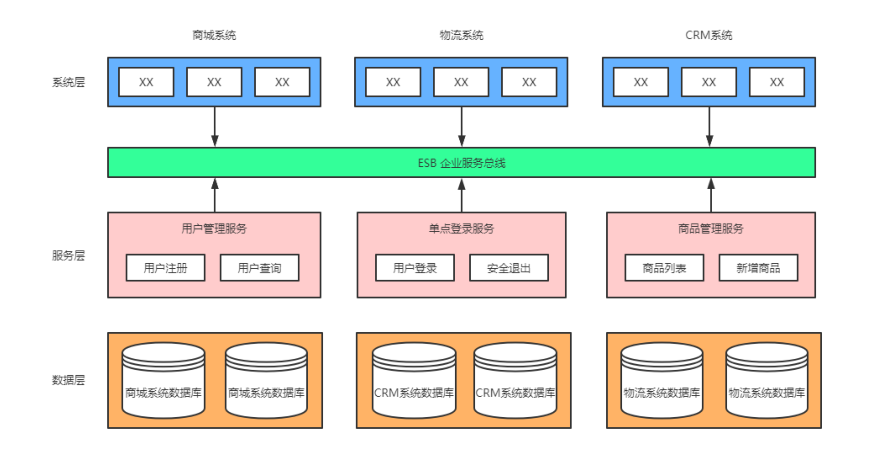 商城系统
物流系统
CRM系统
系统层
XX
XX
XX
XX
XX
XX
XX
XX
XX
ESB 企业服务总线
用户管理服务
单点登录服务
商品管理服务
服务层
用户注册
用户查询
用户登录
安全退出
商品列表
新增商品
数据层
商城系统数据库
商城系统数据库
CRM系统数据库
CRM系统数据库
物流系统数据库
物流系统数据库